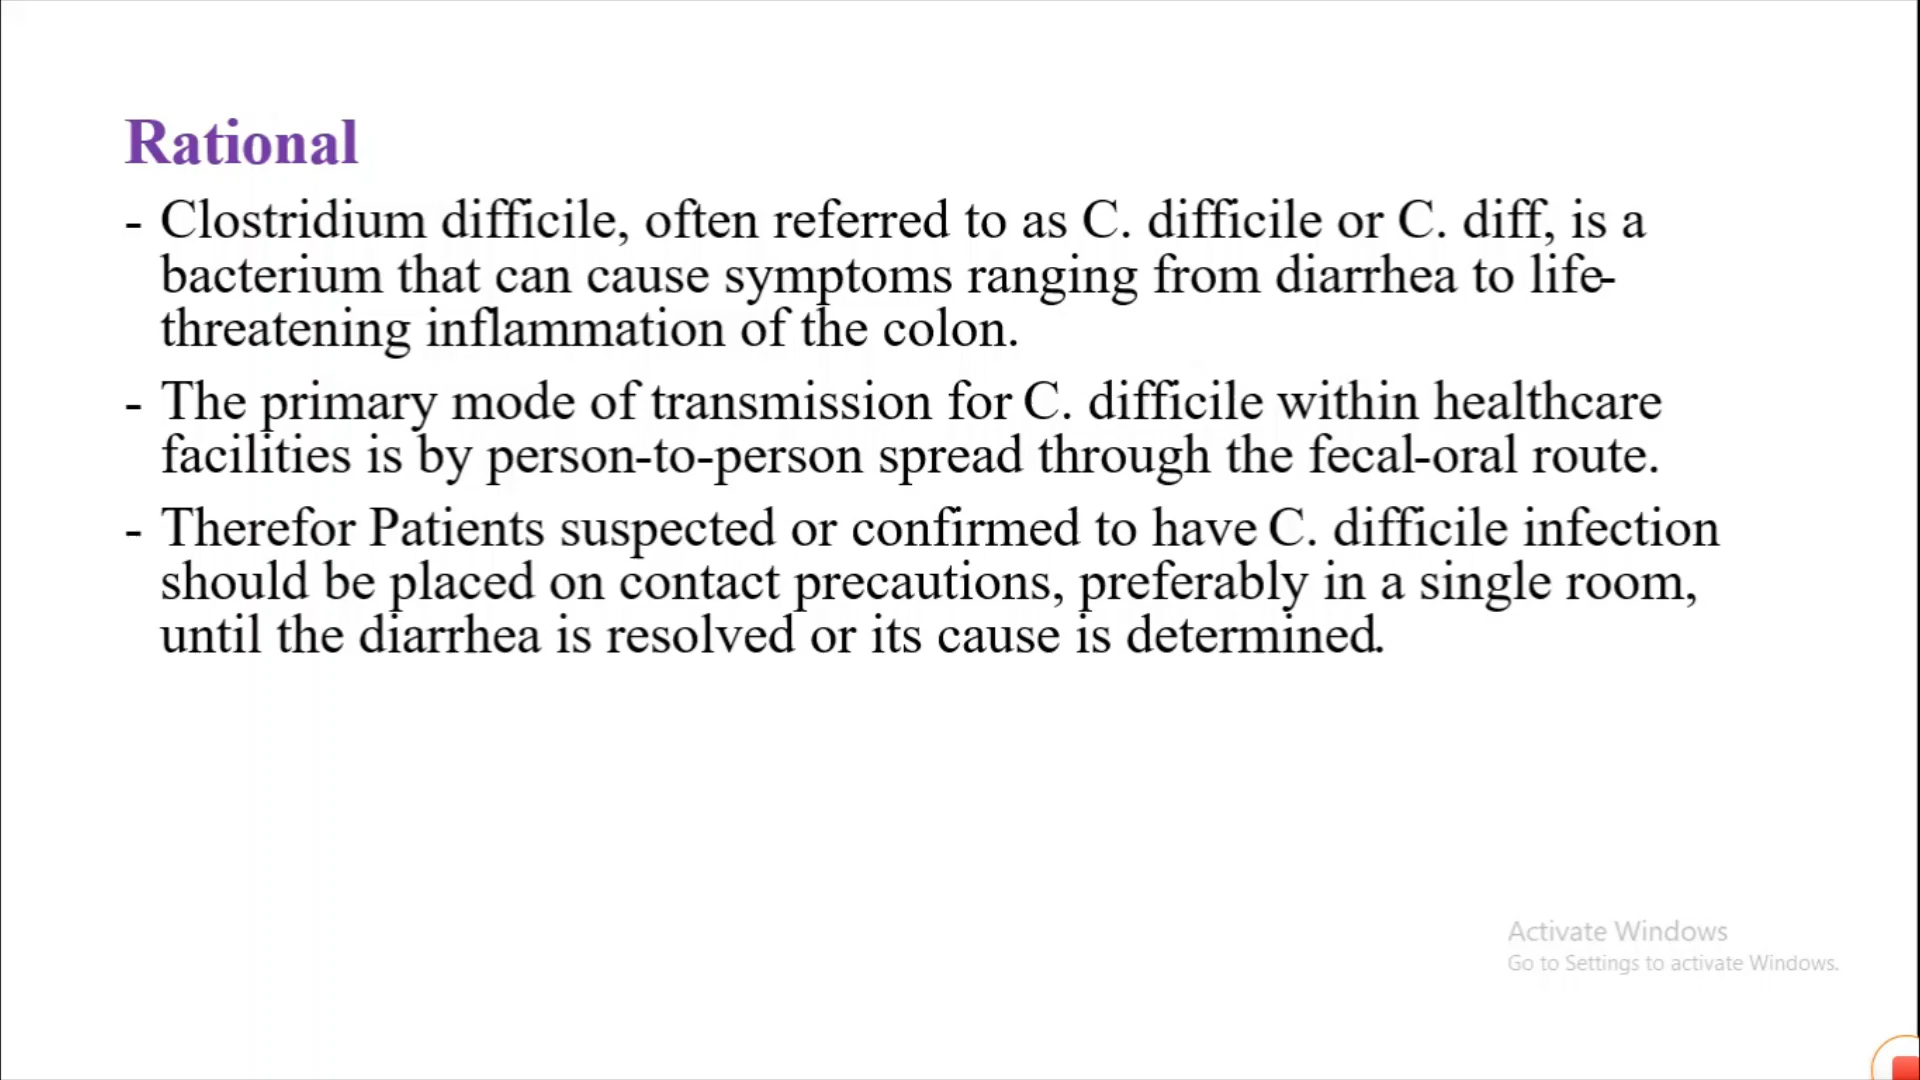 Rational
- Clostridium difficile, often referred to as C. difficile or C. diff, is a
bacterium that can cause symptoms ranging from diarrhea to life-
threatening inflammation of the colon.
- The primary mode of transmission for C. difficile within healthcare
facilities is by person-to-person spread through the fecal-oral route.
- Therefor Patients suspected or confirmed to have C. difficile infection
should be placed on contact precautions, preferably in a single room,
until the diarrhea is resolved or its cause is determined.
Activate Windows
Go to Settings to activate Windows.